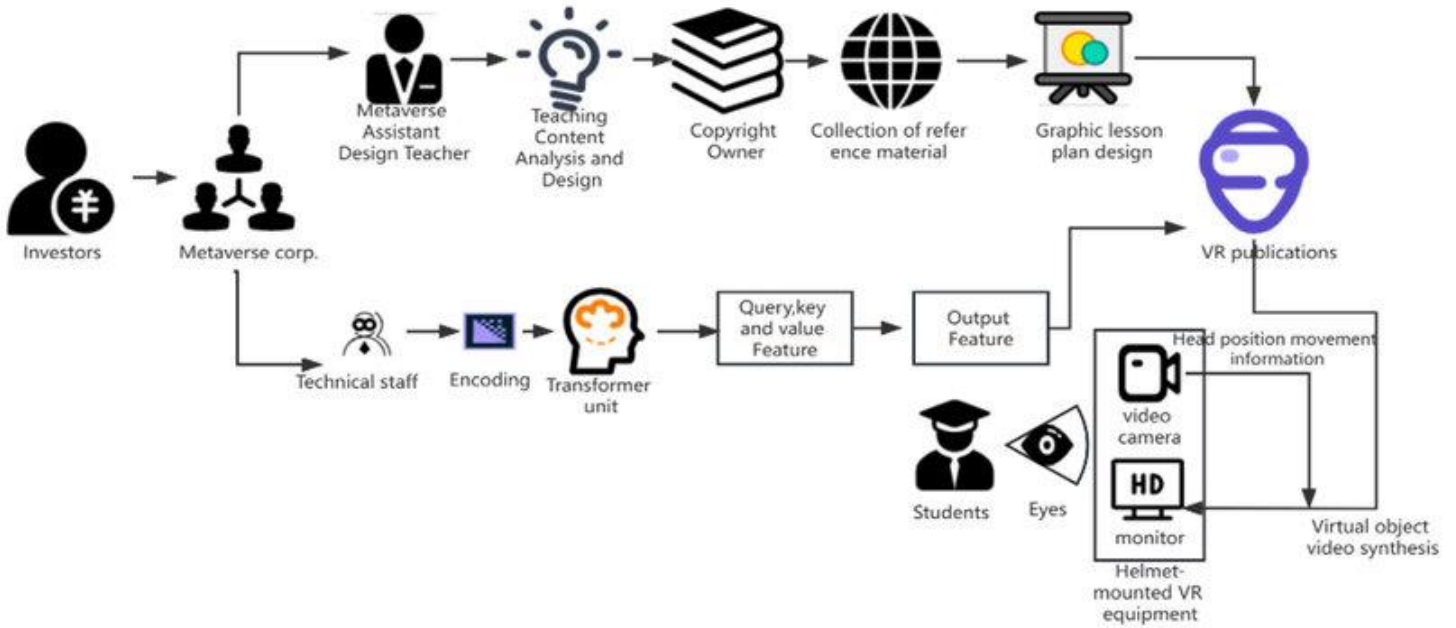 Metaverse
Assistant
Design Teacher
Teaching
Content
Analysis and
Design
Copyright
Owner
Collection of refer
ence material
Graphic lesson
plan design
Investors
Metaverse corp.
VR publications
Technical staff
Encoding
Transformer
unit
Query,key
and value
Feature
Output
Feature
Head position movement
information
video
camera
HD
monitor
Students
Eyes
Helmet-
mounted VR
equipment
Virtual object
video synthesis